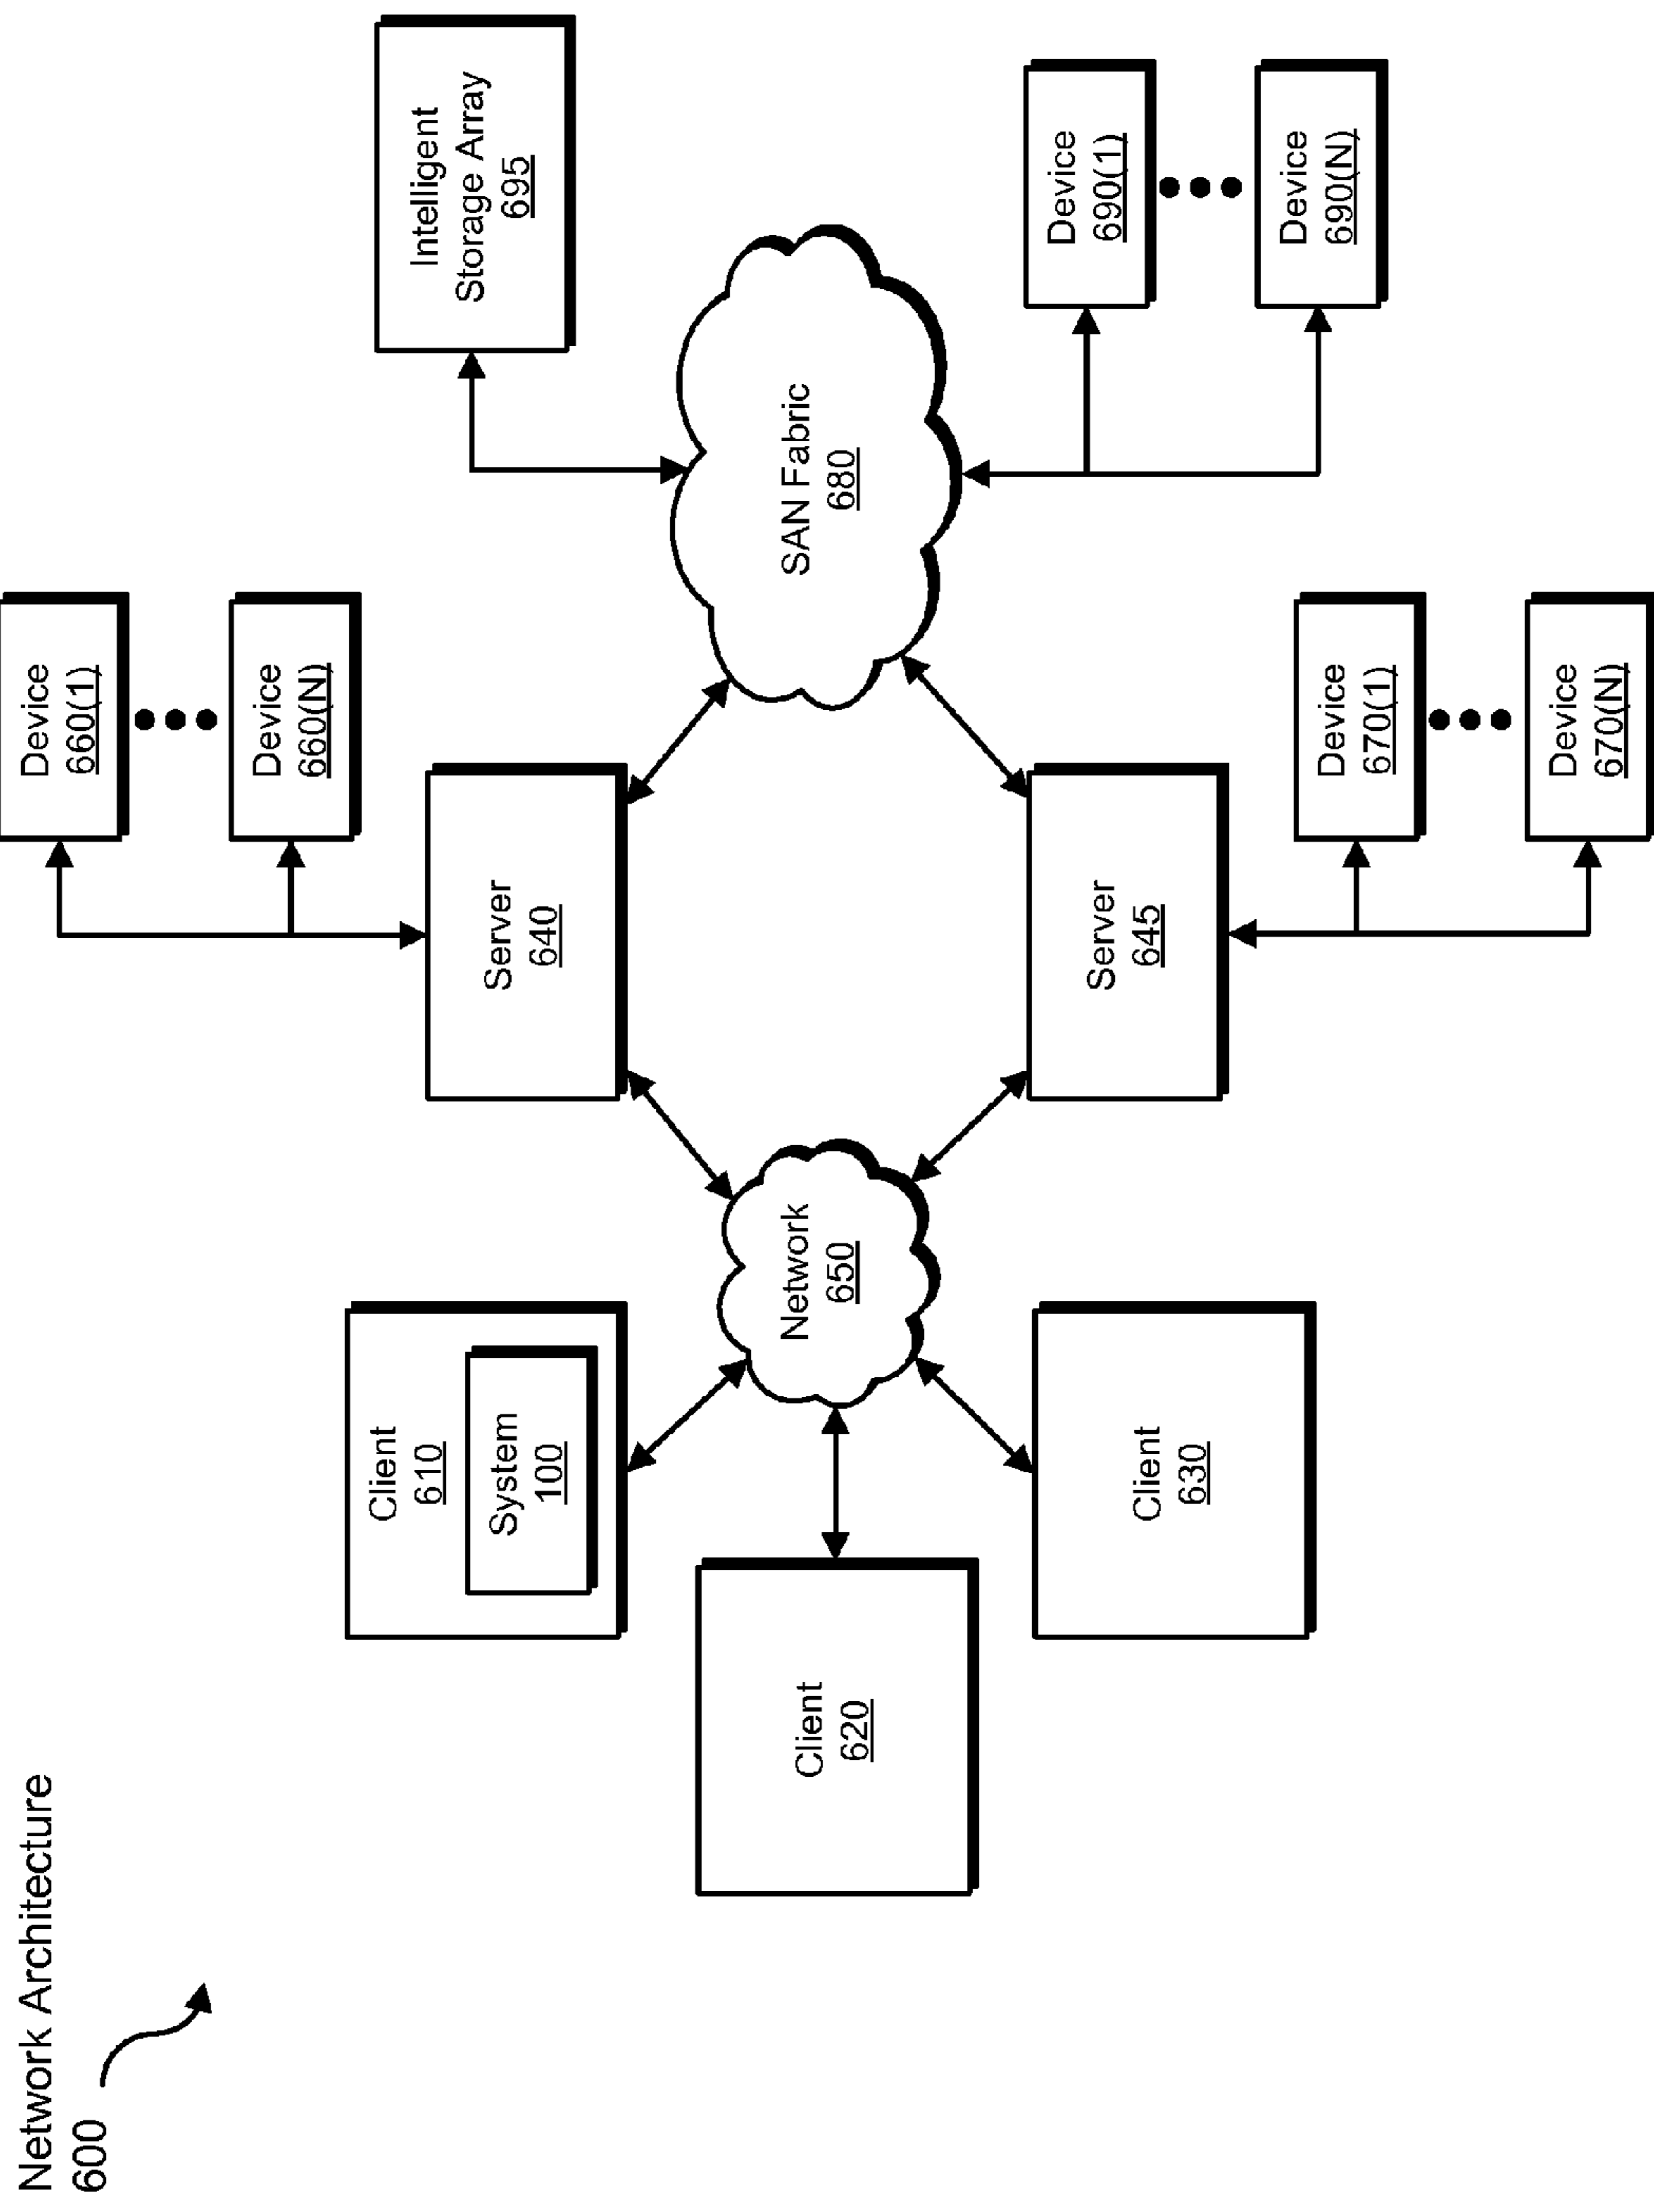 Network Architecture
600
Client
610
System
100
Client
620
Client
630
Network
650
Device
660(1)
Device
660(N)
Server
640
Server
645
Device
670(1)
Device
670(N)
SAN Fabric
680
Intelligent
Storage Array
695
Device
690(1)
Device
690(N)